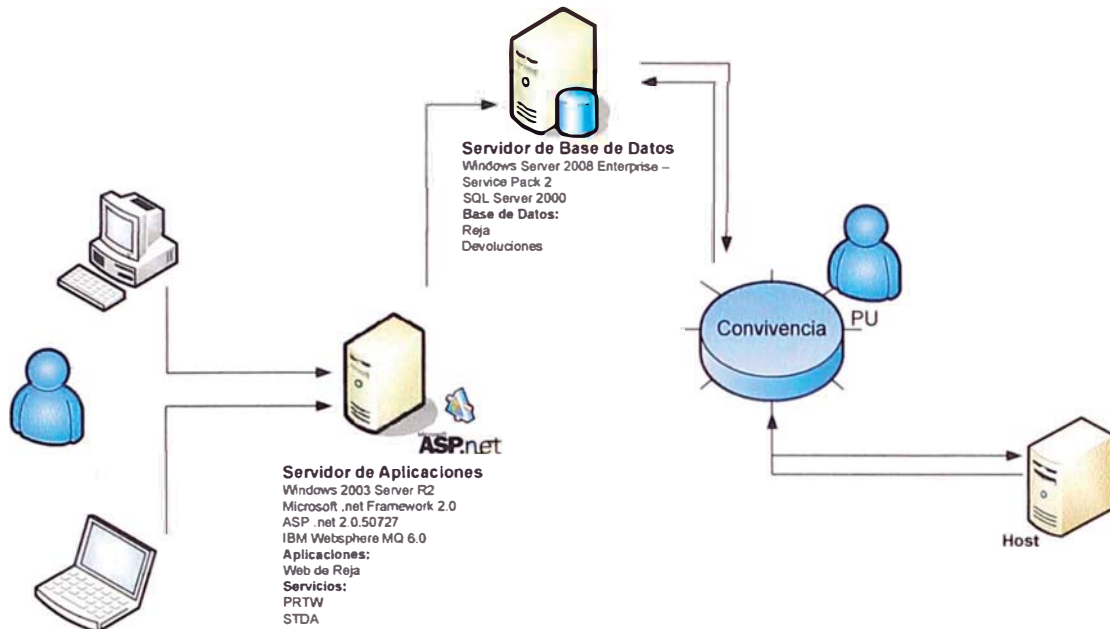 Servidor de Base de Datos
Windows Server 2008 Enterprise –
Service Pack 2
SQL Server 2000
Base de Datos:
Reja
Devoluciones
Convivencia
PU
Microsoft
ASP.net
Servidor de Aplicaciones
Windows 2003 Server R2
Microsoft .net Framework 2.0
ASP .net 2.0.50727
IBM Websphere MQ 6.0
Aplicaciones:
Web de Reja
Servicios:
PRTW
STDA
Host